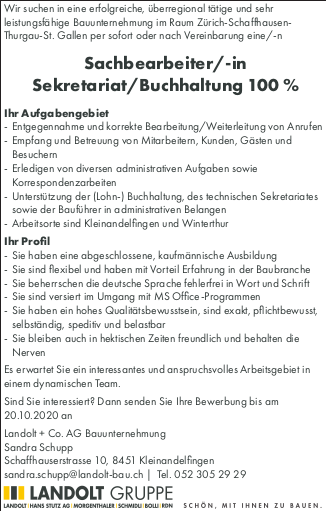 Wir suchen in eine erfolgreiche, überregional tätige und sehr
leistungsfähige Bauunternehmung im Raum Zürich-Schaffhausen-
Thurgau-St. Gallen per sofort oder nach Vereinbarung eine/-n
Sachbearbeiter/-in
Sekretariat/Buchhaltung 100 %
Ihr Aufgabengebiet
- Entgegennahme und korrekte Bearbeitung/Weiterleitung von Anrufen
- Empfang und Betreuung von Mitarbeitern, Kunden, Gästen und
Besuchern
- Erledigen von diversen administrativen Aufgaben sowie
Korrespondenzarbeiten
- Unterstützung der (Lohn-) Buchhaltung, des technischen Sekretariates
sowie der Bauführer in administrativen Belangen
- Arbeitsorte sind Kleinandelfingen und Winterthur
Ihr Profil
- Sie haben eine abgeschlossene, kaufmännische Ausbildung
- Sie sind flexibel und haben mit Vorteil Erfahrung in der Baubranche
- Sie beherrschen die deutsche Sprache fehlerfrei in Wort und Schrift
- Sie sind versiert im Umgang mit MS Office-Programmen
- Sie haben ein hohes Qualitätsbewusstsein, sind exakt, pflichtbewusst,
selbständig, speditiv und belastbar
- Sie bleiben auch in hektischen Zeiten freundlich und behalten die
Nerven
Es erwartet Sie ein interessantes und anspruchsvolles Arbeitsgebiet in
einem dynamischen Team.
Sind Sie interessiert? Dann senden Sie Ihre Bewerbung bis am
20.10.2020 an
Landolt + Co. AG Bauunternehmung
Sandra Schupp
Schaffhauserstrasse 10, 8451 Kleinandelfingen
sandra.schupp@landolt-bau.ch | Tel. 052 305 29 29
LANDOLT GRUPPE
LANDOLT|HANS STUTZ AG|MORGENTHALER|SCHMIDLI|BOLLI|RDN SCHÖN, MIT IHNEN ZU BAUEN.